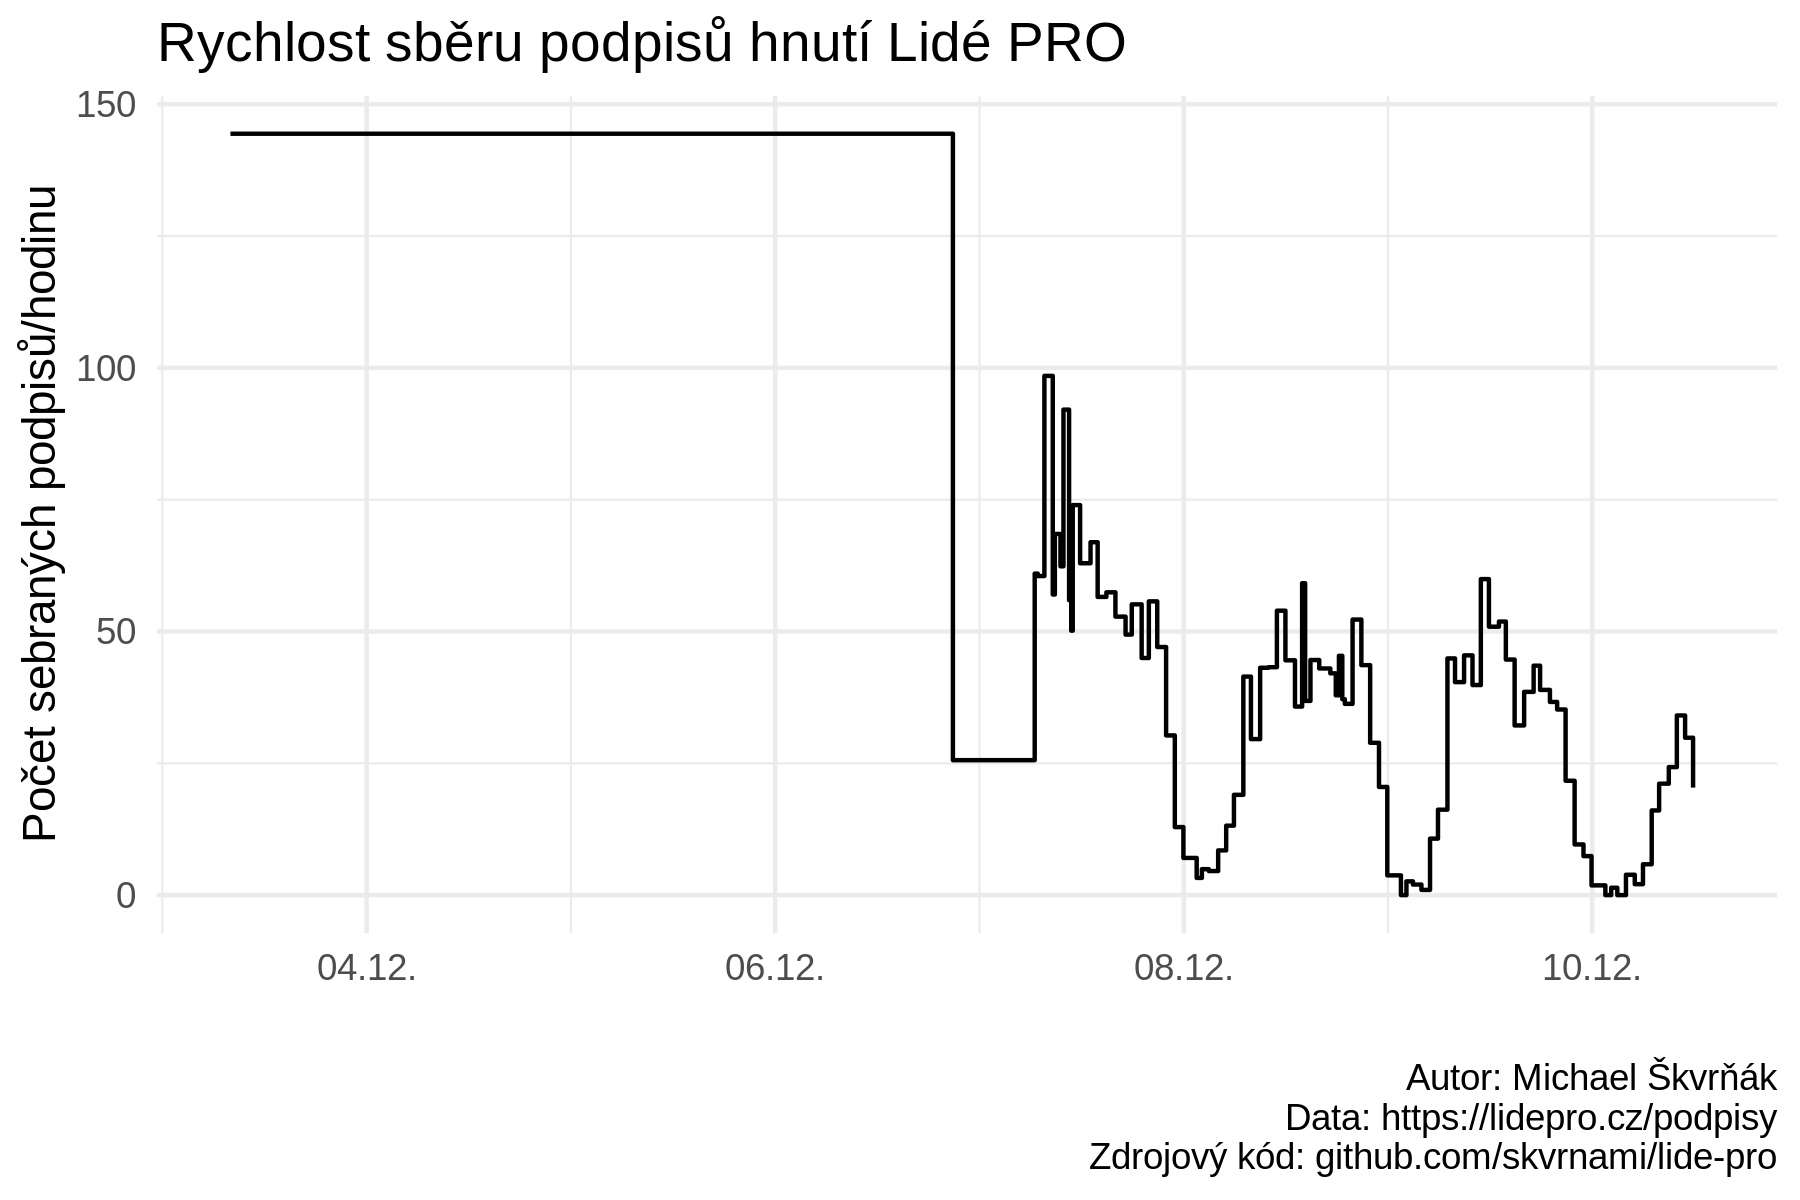 Rychlost sběru podpisů hnutí Lidé PRO
Počet sebraných podpisů/hodinu
150
100
50
0
04.12.
06.12.
08.12.
10.12.
Autor: Michael Škvrňák
Data: https://lidepro.cz/podpisy
Zdrojový kód: github.com/skvrnami/lide-pro